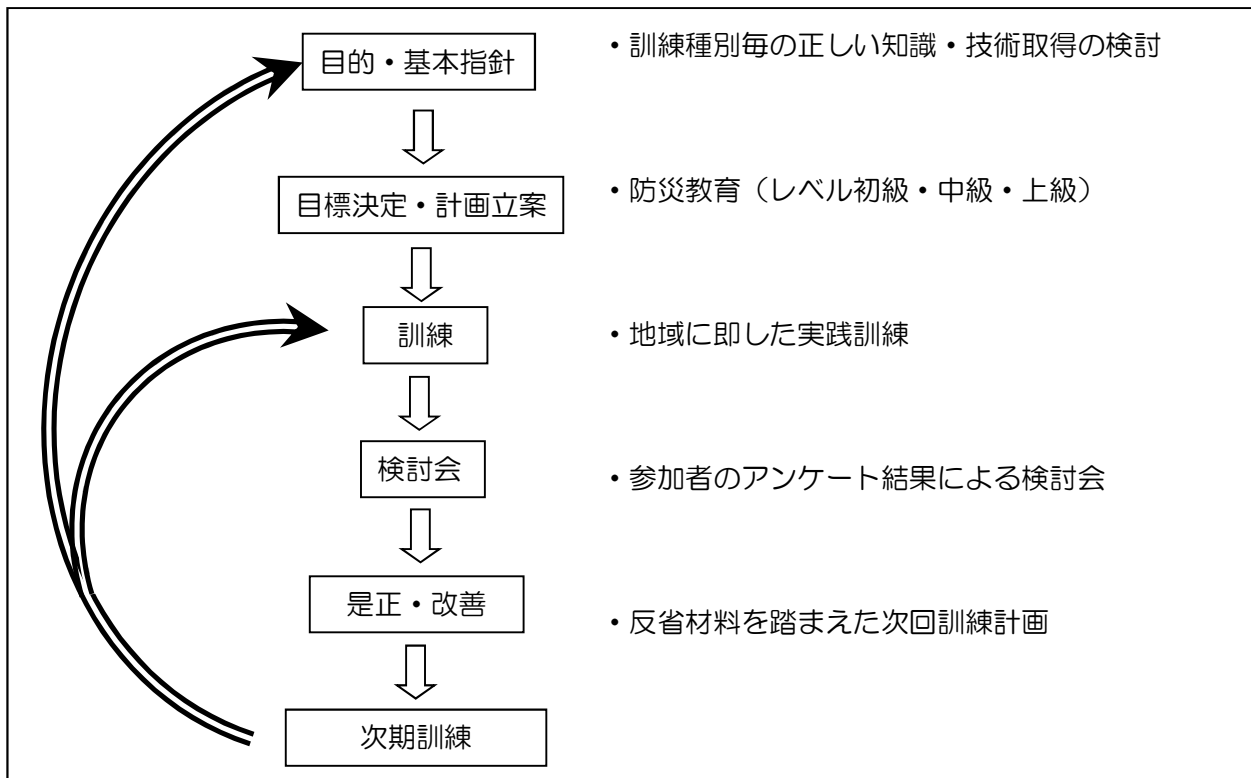 目的・基本指針
・訓練種別毎の正しい知識・技術取得の検討
目標決定・計画立案
・防災教育（レベル初級・中級・上級）
訓練
・地域に即した実践訓練
検討会
・参加者のアンケート結果による検討会
是正・改善
・反省材料を踏まえた次回訓練計画
次期訓練